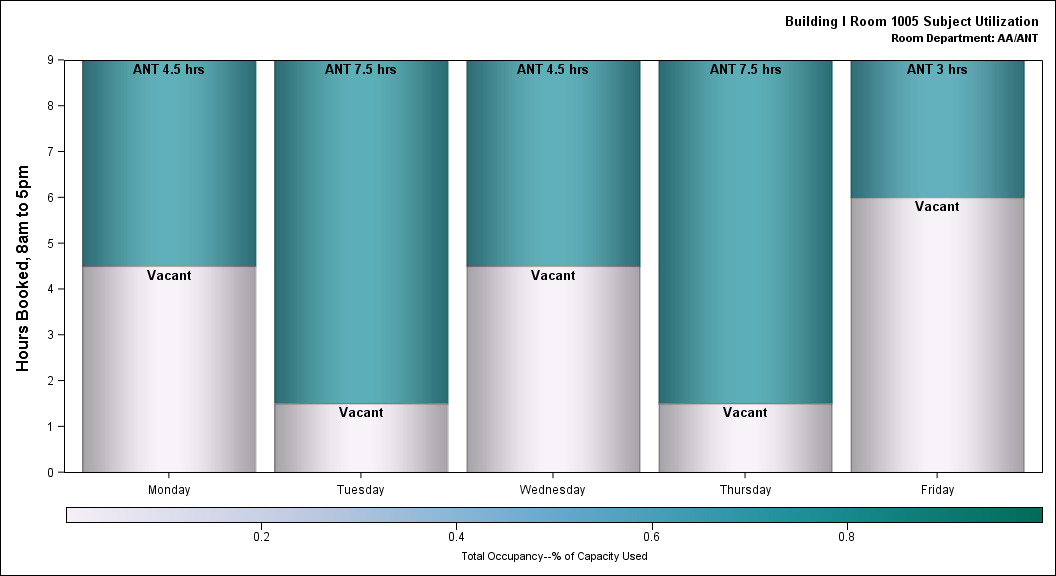 Building I Room 1005 Subject Utilization
Room Department: AA/ANT
Hours Booked, 8am to 5pm
9
8
7
6
5
4
3
2
1
0
ANT 4.5 hrs
ANT 7.5 hrs
ANT 4.5 hrs
ANT 7.5 hrs
ANT 3 hrs
Vacant
Vacant
Vacant
Vacant
Vacant
Monday
Tuesday
Wednesday
Thursday
Friday
0.2
0.4
0.6
0.8
Total Occupancy--% of Capacity Used